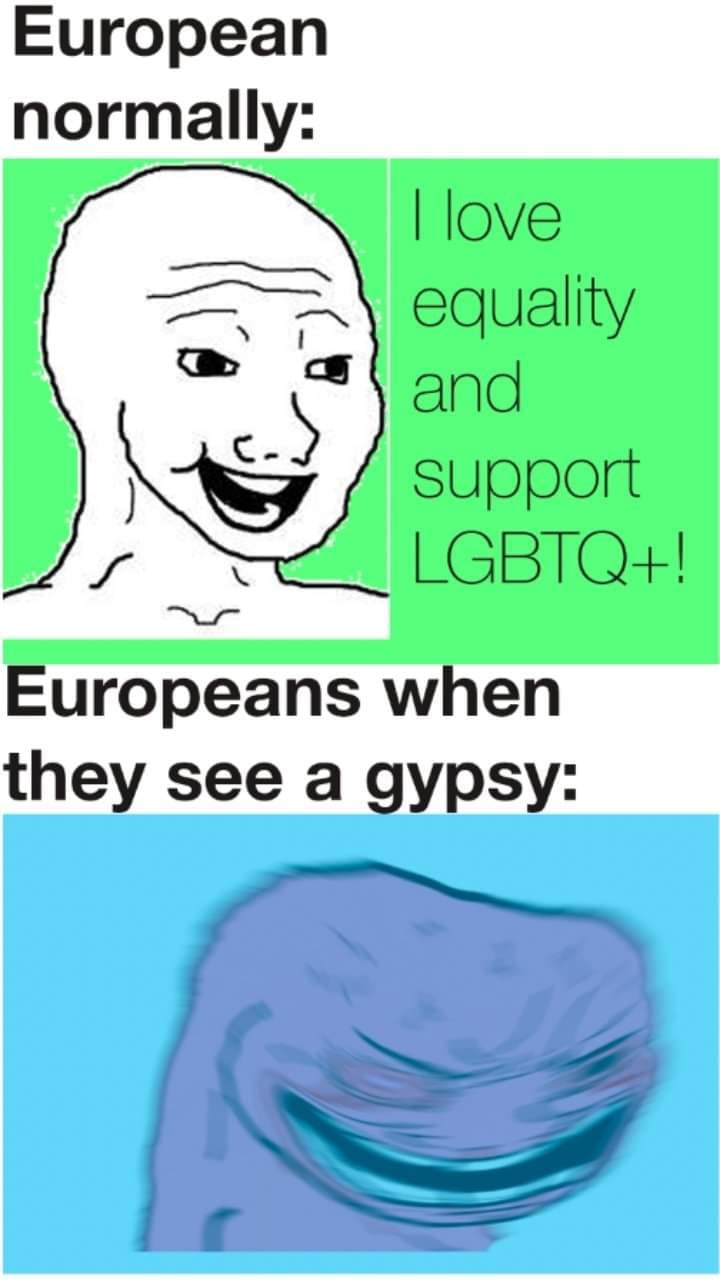 European
normally:
I love
equality
and
support
LGBTQ+!
Europeans when
they see a gypsy: